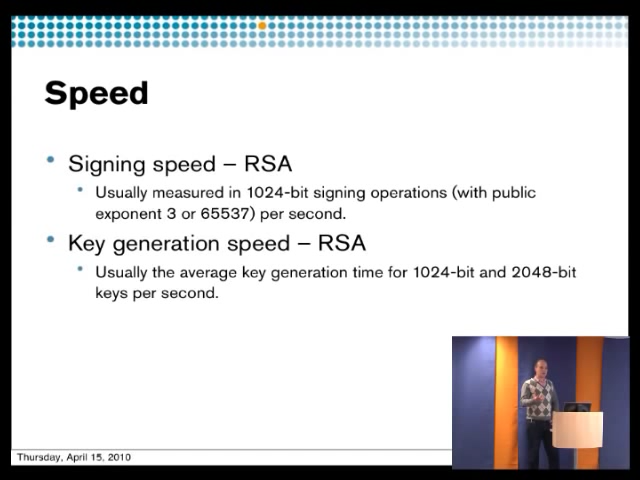 Speed
• Signing speed – RSA
• Usually measured in 1024-bit signing operations (with public
exponent 3 or 65537) per second.
• Key generation speed – RSA
• Usually the average key generation time for 1024-bit and 2048-bit
keys per second.
Thursday, April 15, 2010